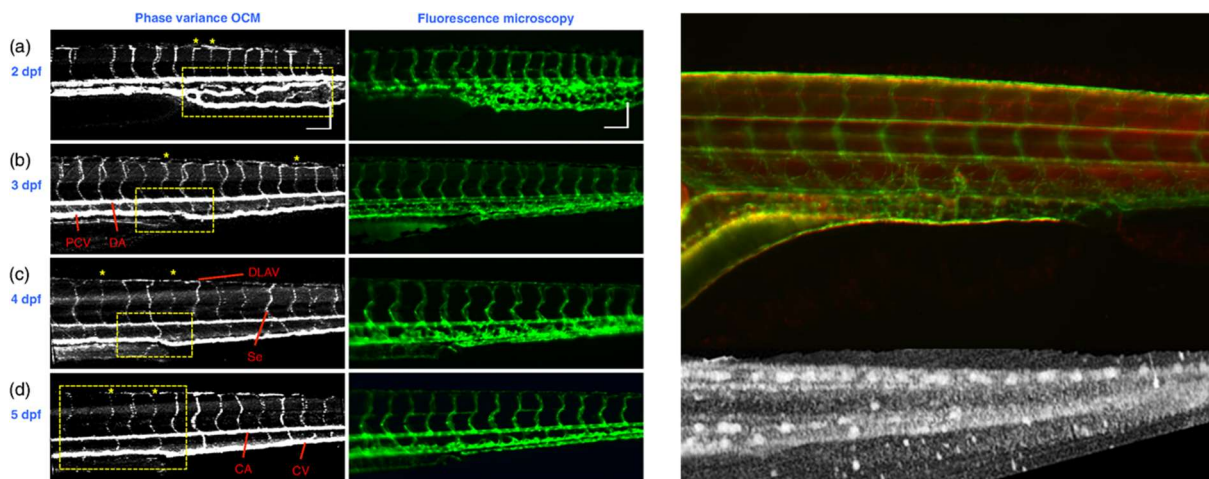 Phase variance OCM
Fluorescence microscopy
(a)
2 dpf
* *
(b)
3 dpf
* *
PCV DA
(c)
4 dpf
* *
DLAV
Se
(d)
5 dpf
* *
CA CV